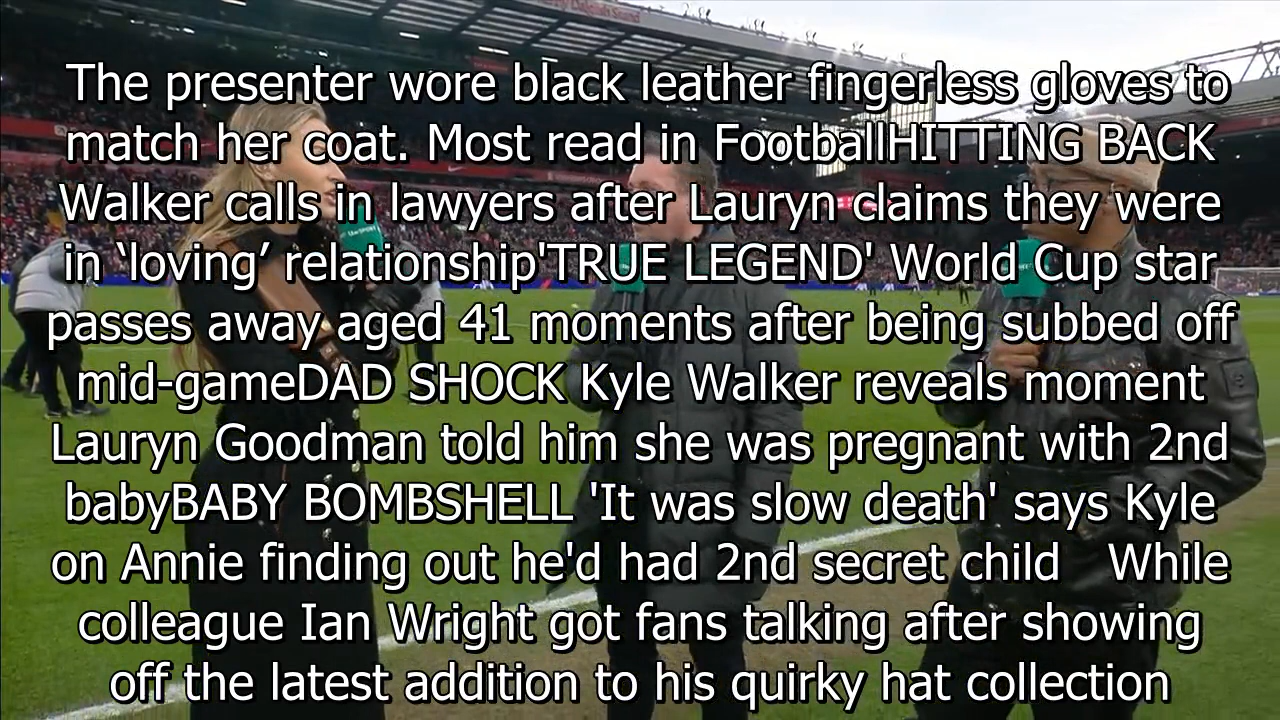 The presenter wore black leather fingerless gloves to
match her coat. Most read in FootballHITTING BACK
Walker calls in lawyers after Lauryn claims they were
in ‘loving’ relationship'TRUE LEGEND' World Cup star
passes away aged 41 moments after being subbed off
mid-gameDAD SHOCK Kyle Walker reveals moment
Lauryn Goodman told him she was pregnant with 2nd
babyBABY BOMBSHELL 'It was slow death' says Kyle
on Annie finding out he'd had 2nd secret child   While
colleague Ian Wright got fans talking after showing
off the latest addition to his quirky hat collection